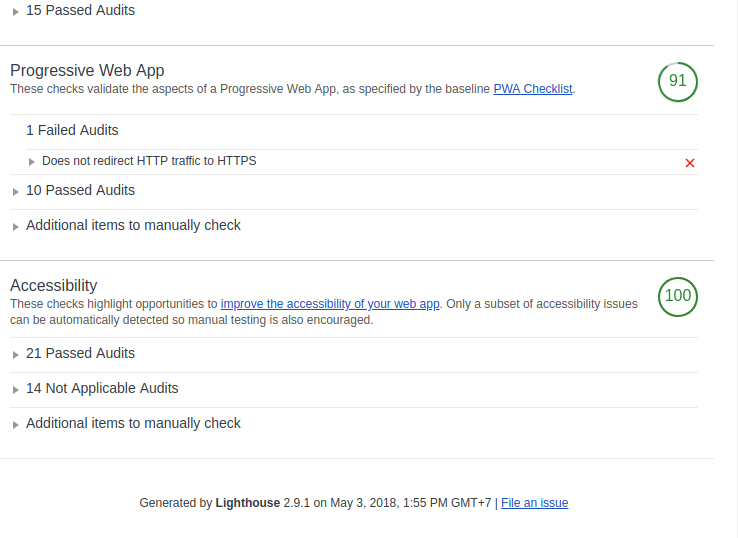 15 Passed Audits
Progressive Web App
These checks validate the aspects of a Progressive Web App, as specified by the baseline PWA Checklist.
91
1 Failed Audits
Does not redirect HTTP traffic to HTTPS
10 Passed Audits
Additional items to manually check
Accessibility
These checks highlight opportunities to improve the accessibility of your web app. Only a subset of accessibility issues
can be automatically detected so manual testing is also encouraged.
100
21 Passed Audits
14 Not Applicable Audits
Additional items to manually check
Generated by Lighthouse 2.9.1 on May 3, 2018, 1:55 PM GMT+7 | File an issue